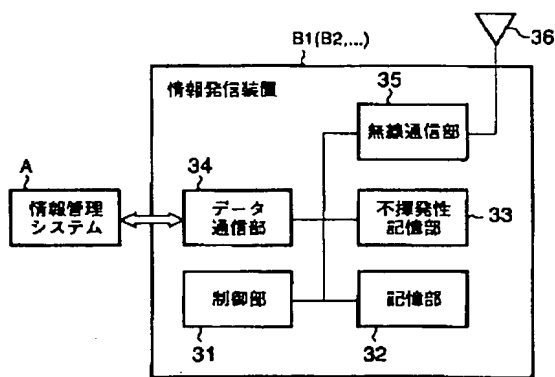 B1(B2,...)
36
情報発信装置
35
無線通信部
A
情報管理
システム
34
データ
通信部
不揮発性
記憶部
33
制御部
31
記憶部
32